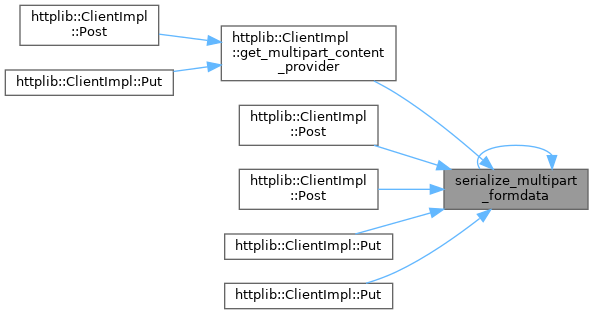 httplib::ClientImpl
::Post
httplib::ClientImpl::Put
httplib::ClientImpl
::get_multipart_content
_provider
httplib::ClientImpl
::Post
httplib::ClientImpl
::Post
httplib::ClientImpl::Put
httplib::ClientImpl::Put
serialize_multipart
_formdata